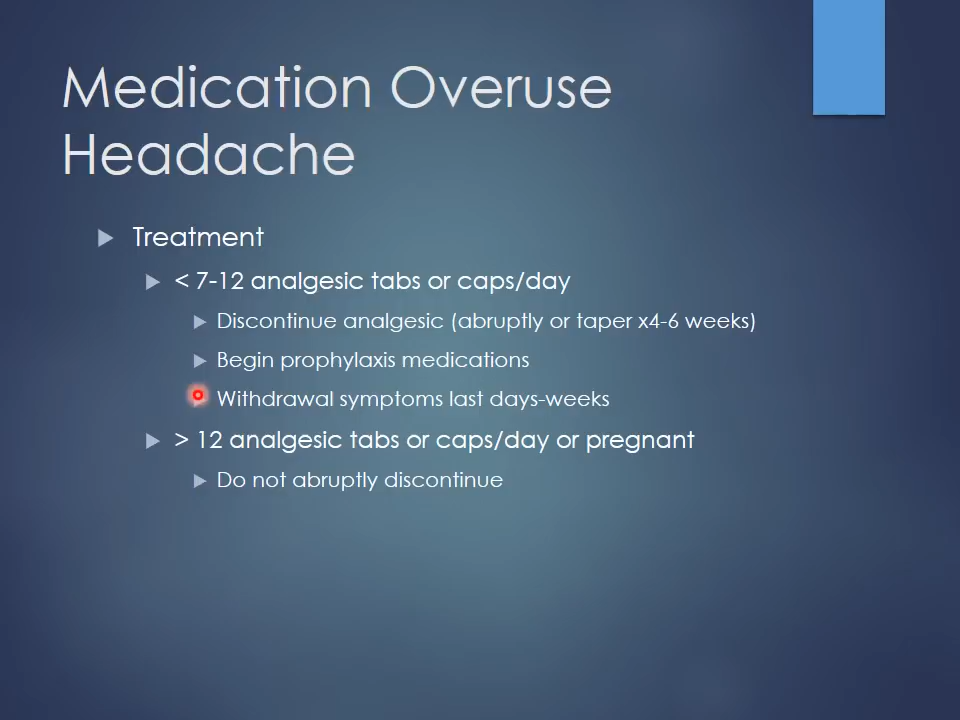 Medication Overuse
Headache
Treatment
< 7-12 analgesic tabs or caps/day
Discontinue analgesic (abruptly or taper x4-6 weeks)
Begin prophylaxis medications
Withdrawal symptoms last days-weeks
> 12 analgesic tabs or caps/day or pregnant
Do not abruptly discontinue